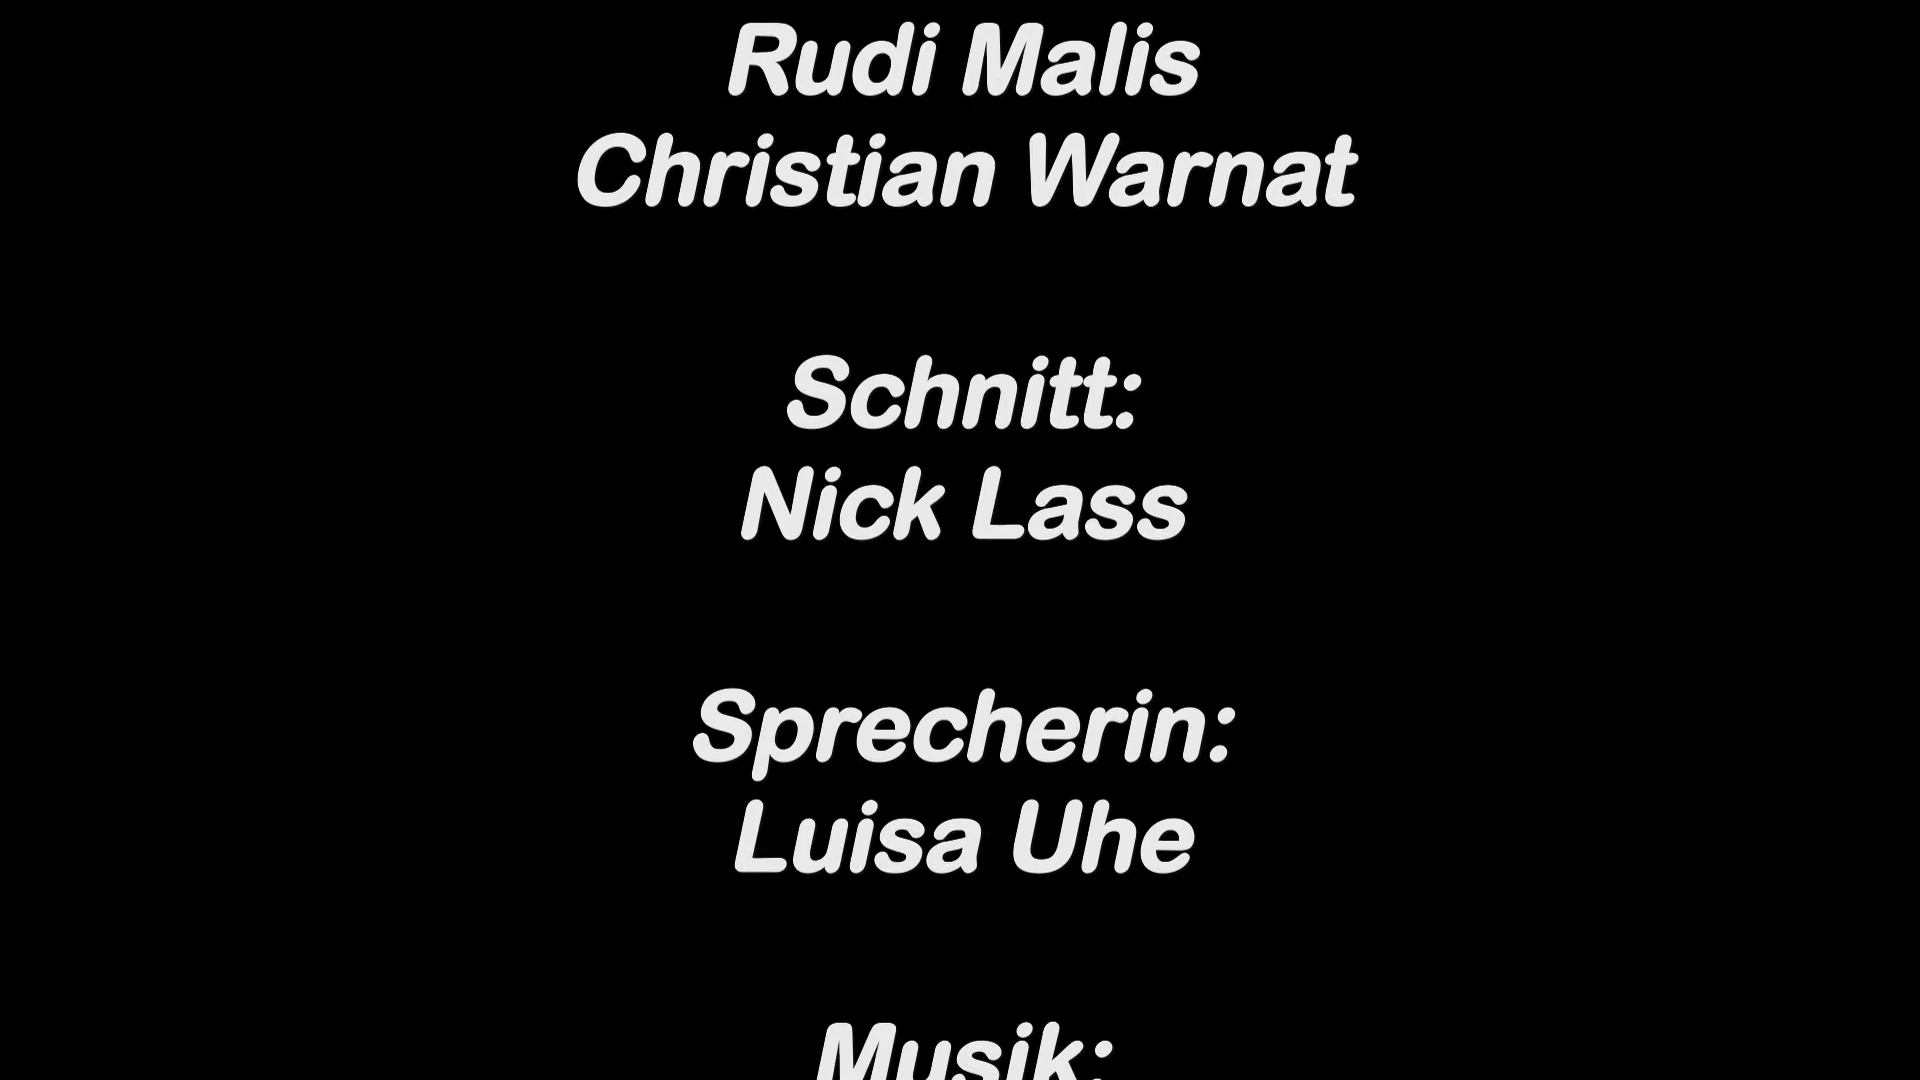 Rudi Malis
Christian Warnat
Schnitt:
Nick Lass
Sprecherin:
Luisa Uhe
Musik: